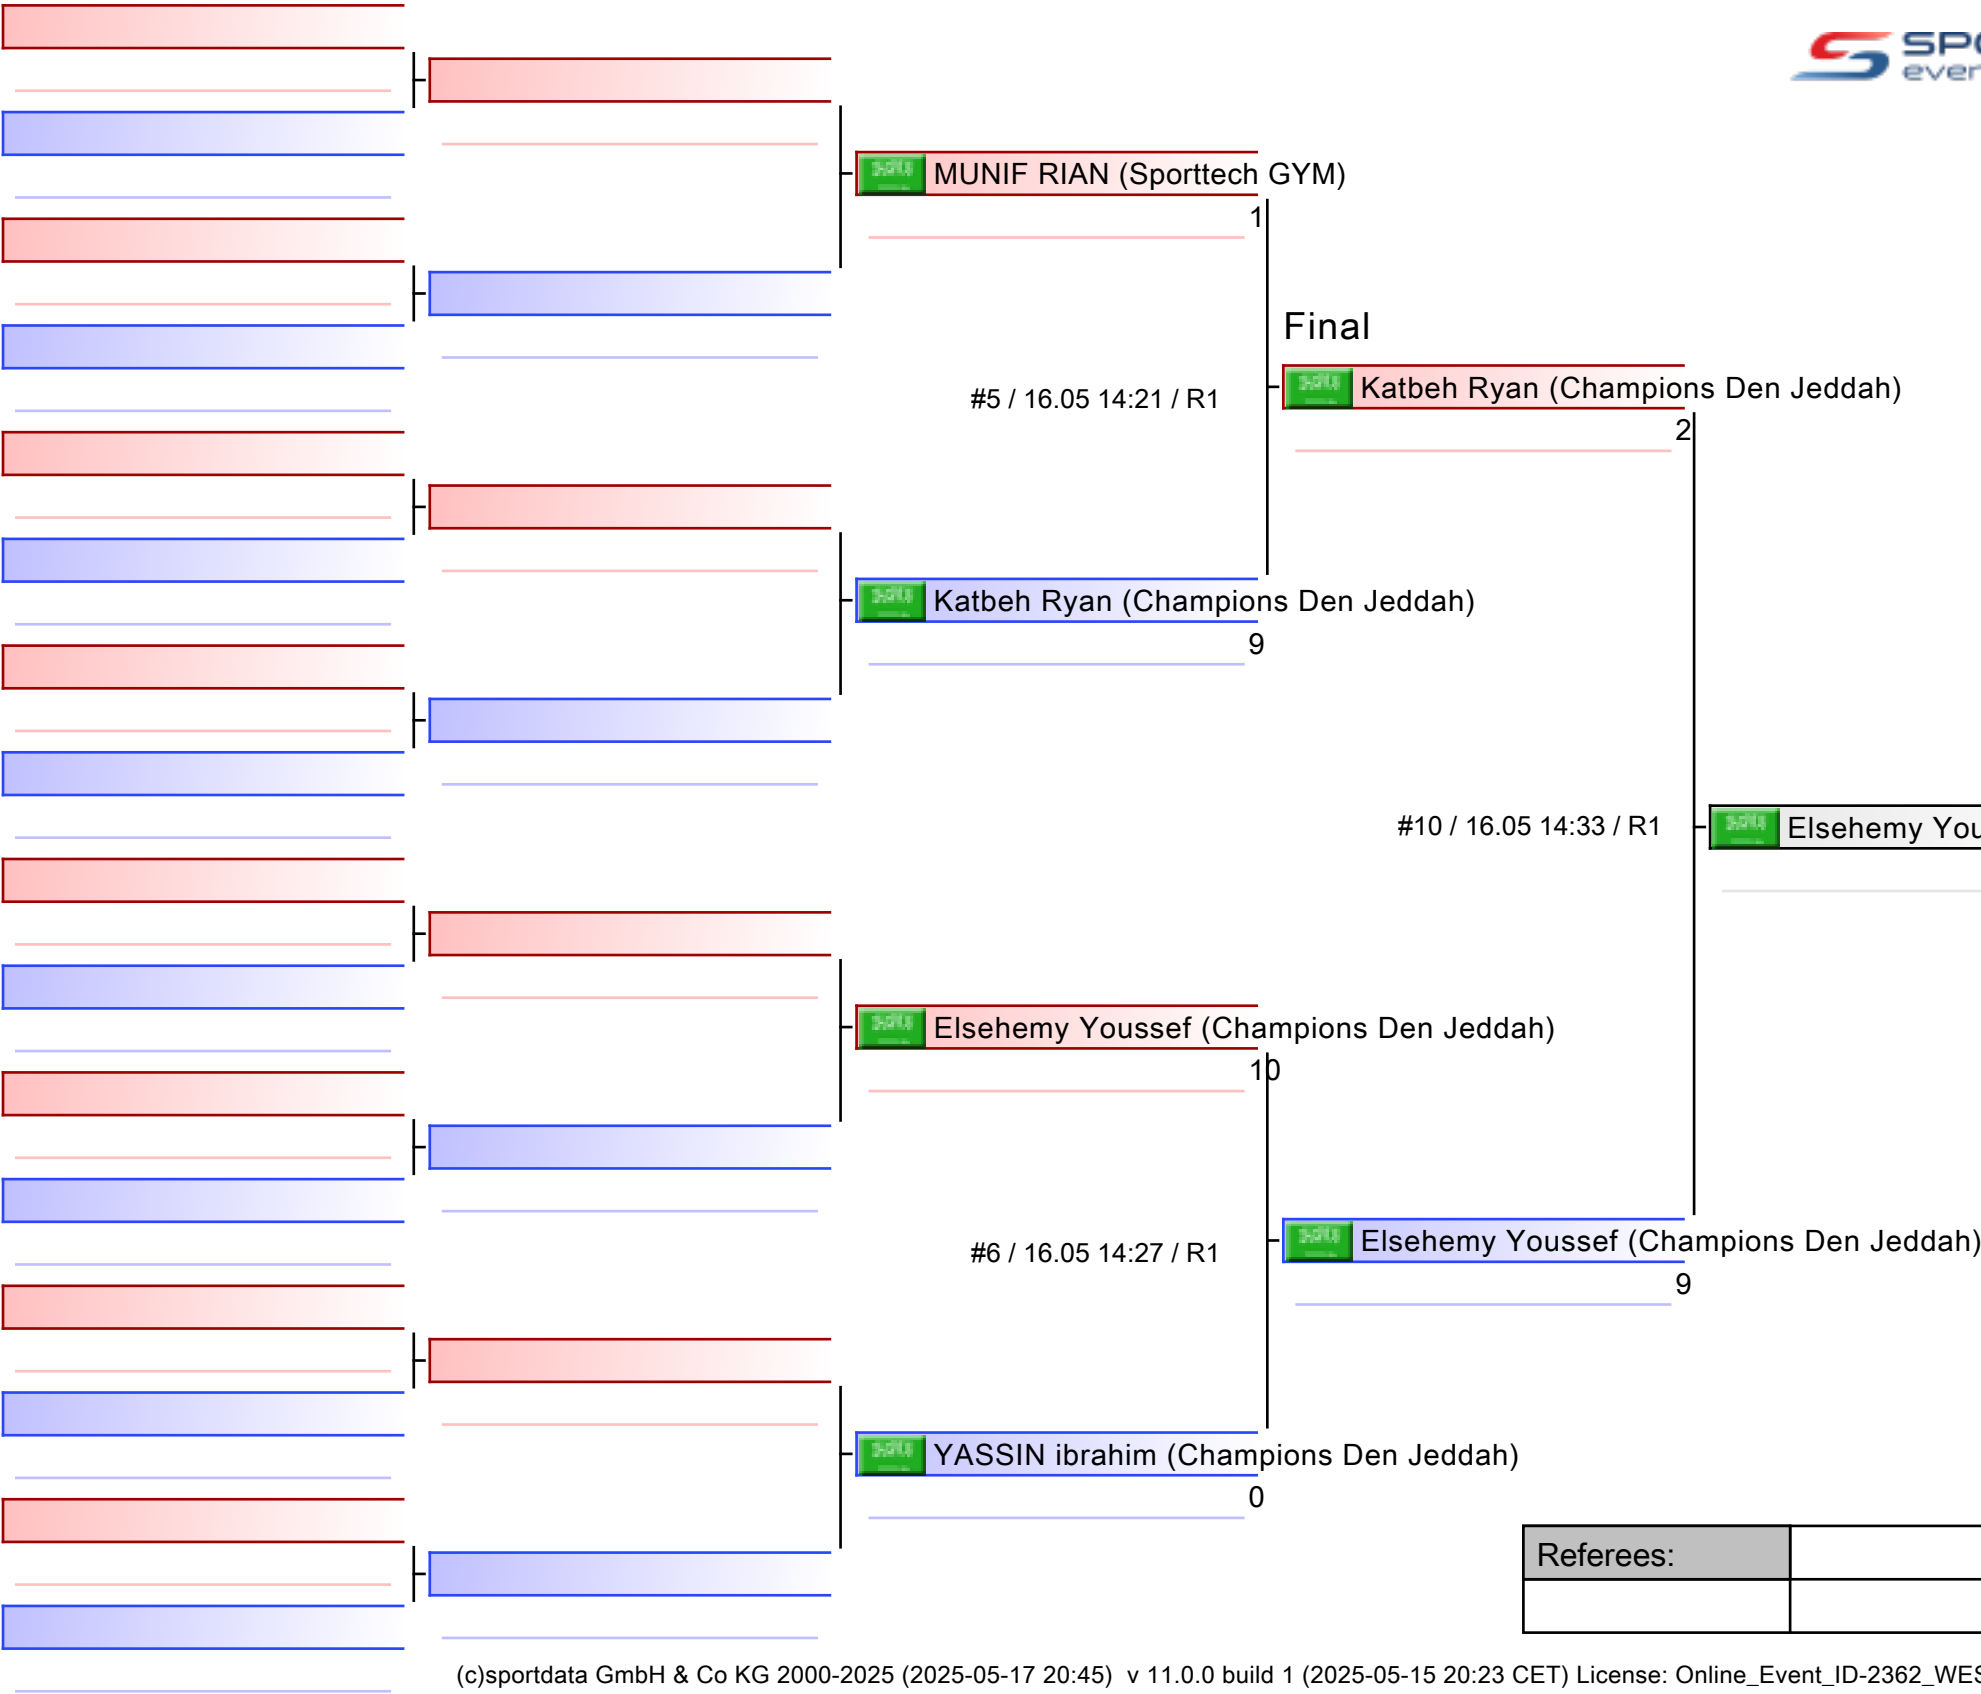 MUNIF RIAN (Sporttech GYM)
1
Final
#5 / 16.05 14:21 / R1
Katbeh Ryan (Champions Den Jeddah)
2
Katbeh Ryan (Champions Den Jeddah)
9
#10 / 16.05 14:33 / R1
Elsehemy You
Elsehemy Youssef (Champions Den Jeddah)
10
#6 / 16.05 14:27 / R1
Elsehemy Youssef (Champions Den Jeddah)
9
YASSIN ibrahim (Champions Den Jeddah)
0
Referees:
(c)sportdata GmbH & Co KG 2000-2025 (2025-05-17 20:45) v 11.0.0 build 1 (2025-05-15 20:23 CET) License: Online_Event_ID-2362_WES